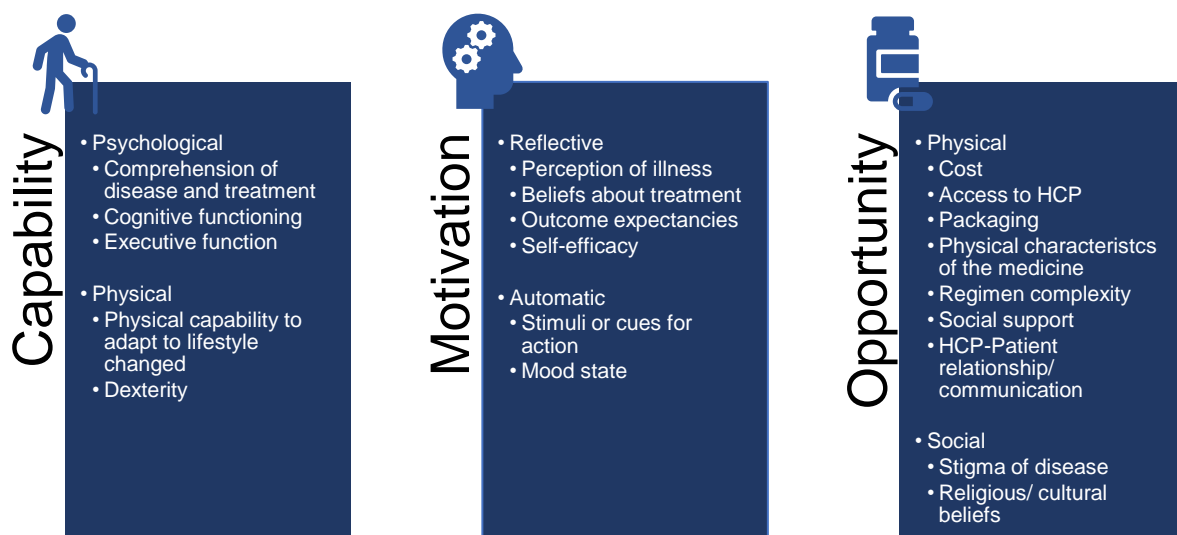 Capability
• Psychological
• Comprehension of
disease and treatment
• Cognitive functioning
• Executive function
• Physical
• Physical capability to
adapt to lifestyle
changed
• Dexterity
Motivation
• Reflective
• Perception of illness
• Beliefs about treatment
• Outcome expectancies
• Self-efficacy
• Automatic
• Stimuli or cues for
action
• Mood state
Opportunity
• Physical
• Cost
• Access to HCP
• Packaging
• Physical characteristcs
of the medicine
• Regimen complexity
• Social support
• HCP-Patient
relationship/
communication
• Social
• Stigma of disease
• Religious/ cultural
beliefs